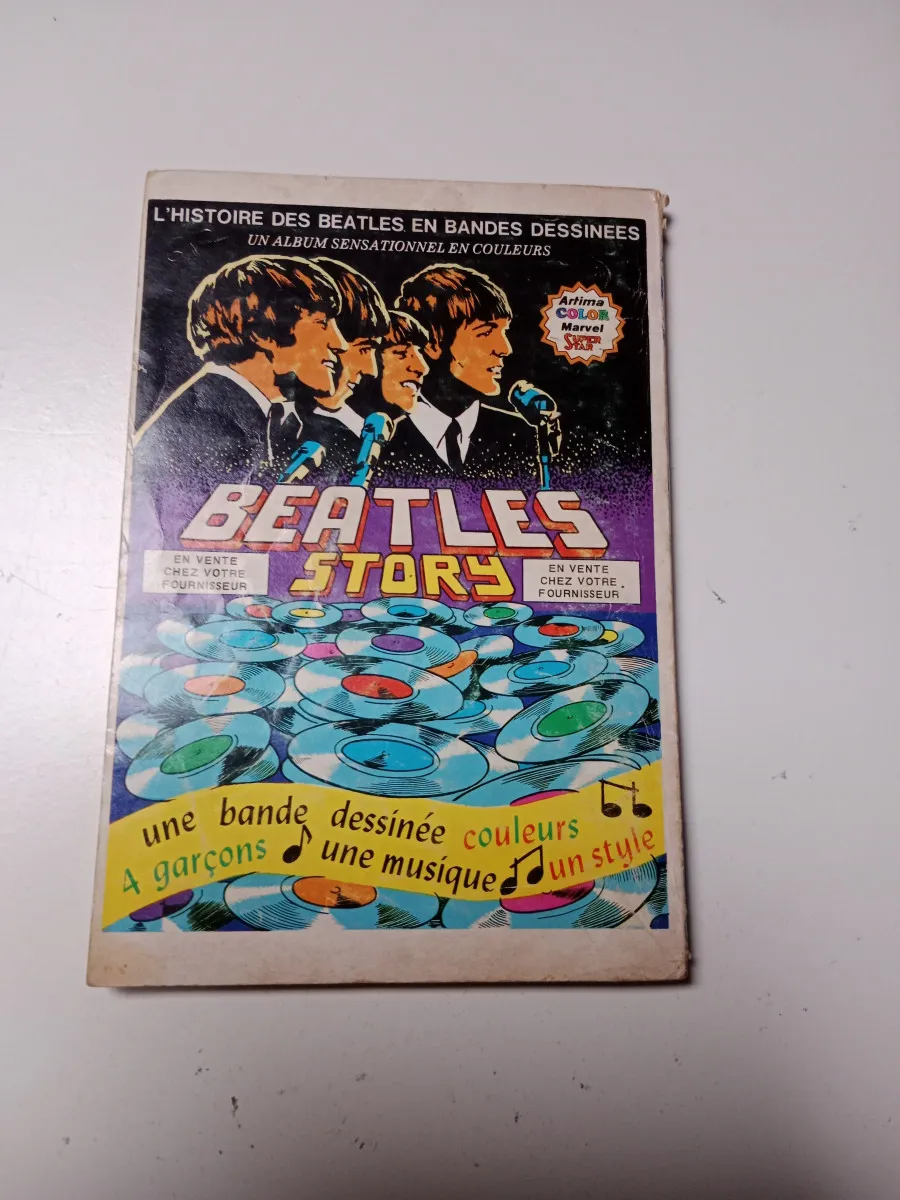 L'HISTOIRE DES BEATLES EN BANDES DESSINEES
UN ALBUM SENSATIONNEL EN COULEURS
Artima
COLOR
Marvel
SUPER
STAR
BEATLES
STORY
EN VENTE
CHEZ VOTRE
FOURNISSEUR
EN VENTE
CHEZ VOTRE
FOURNISSEUR
une bande dessinée couleurs
4 garçons une musique un style